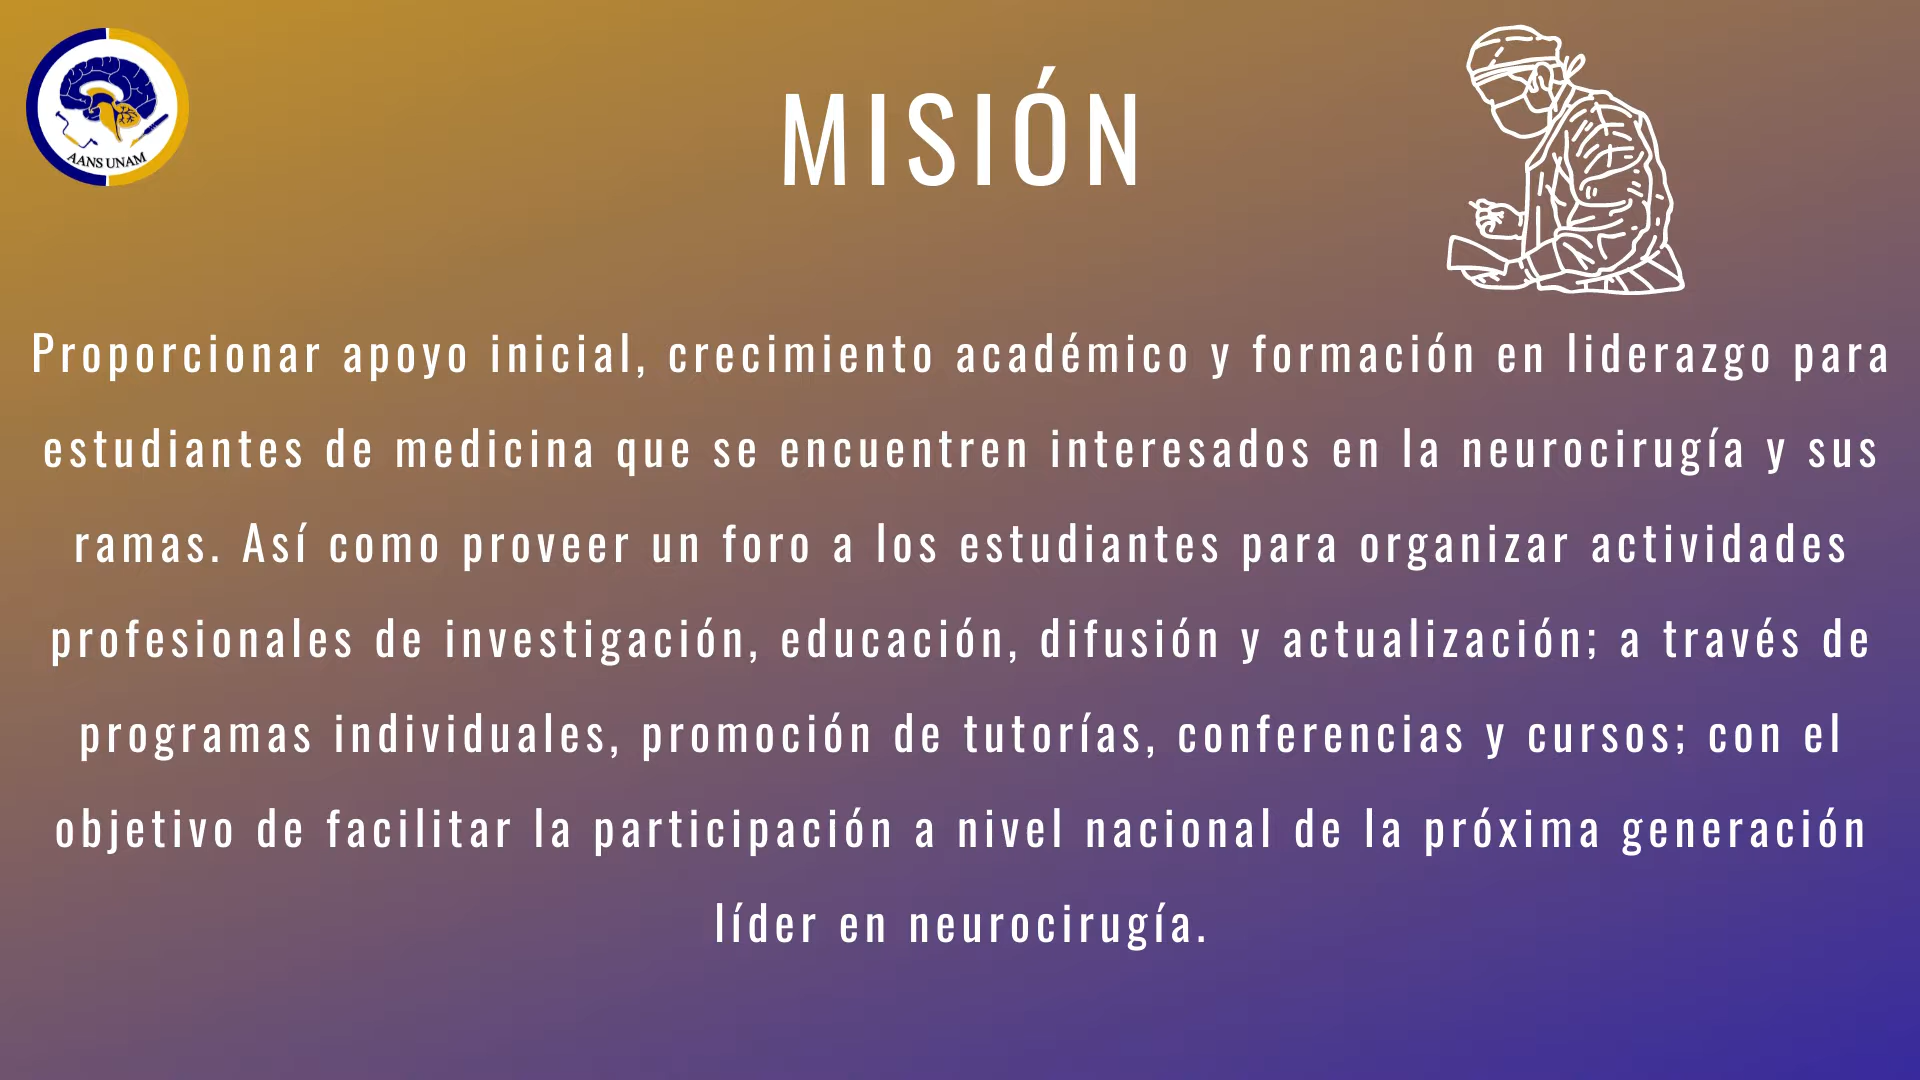 AANS UNAM
MISIÓN
Proporcionar apoyo inicial, crecimiento académico y formación en liderazgo para
estudiantes de medicina que se encuentren interesados en la neurocirugía y sus
ramas. Así como proveer un foro a los estudiantes para organizar actividades
profesionales de investigación, educación, difusión y actualización; a través de
programas individuales, promoción de tutorías, conferencias y cursos; con el
objetivo de facilitar la participación a nivel nacional de la próxima generación
líder en neurocirugía.